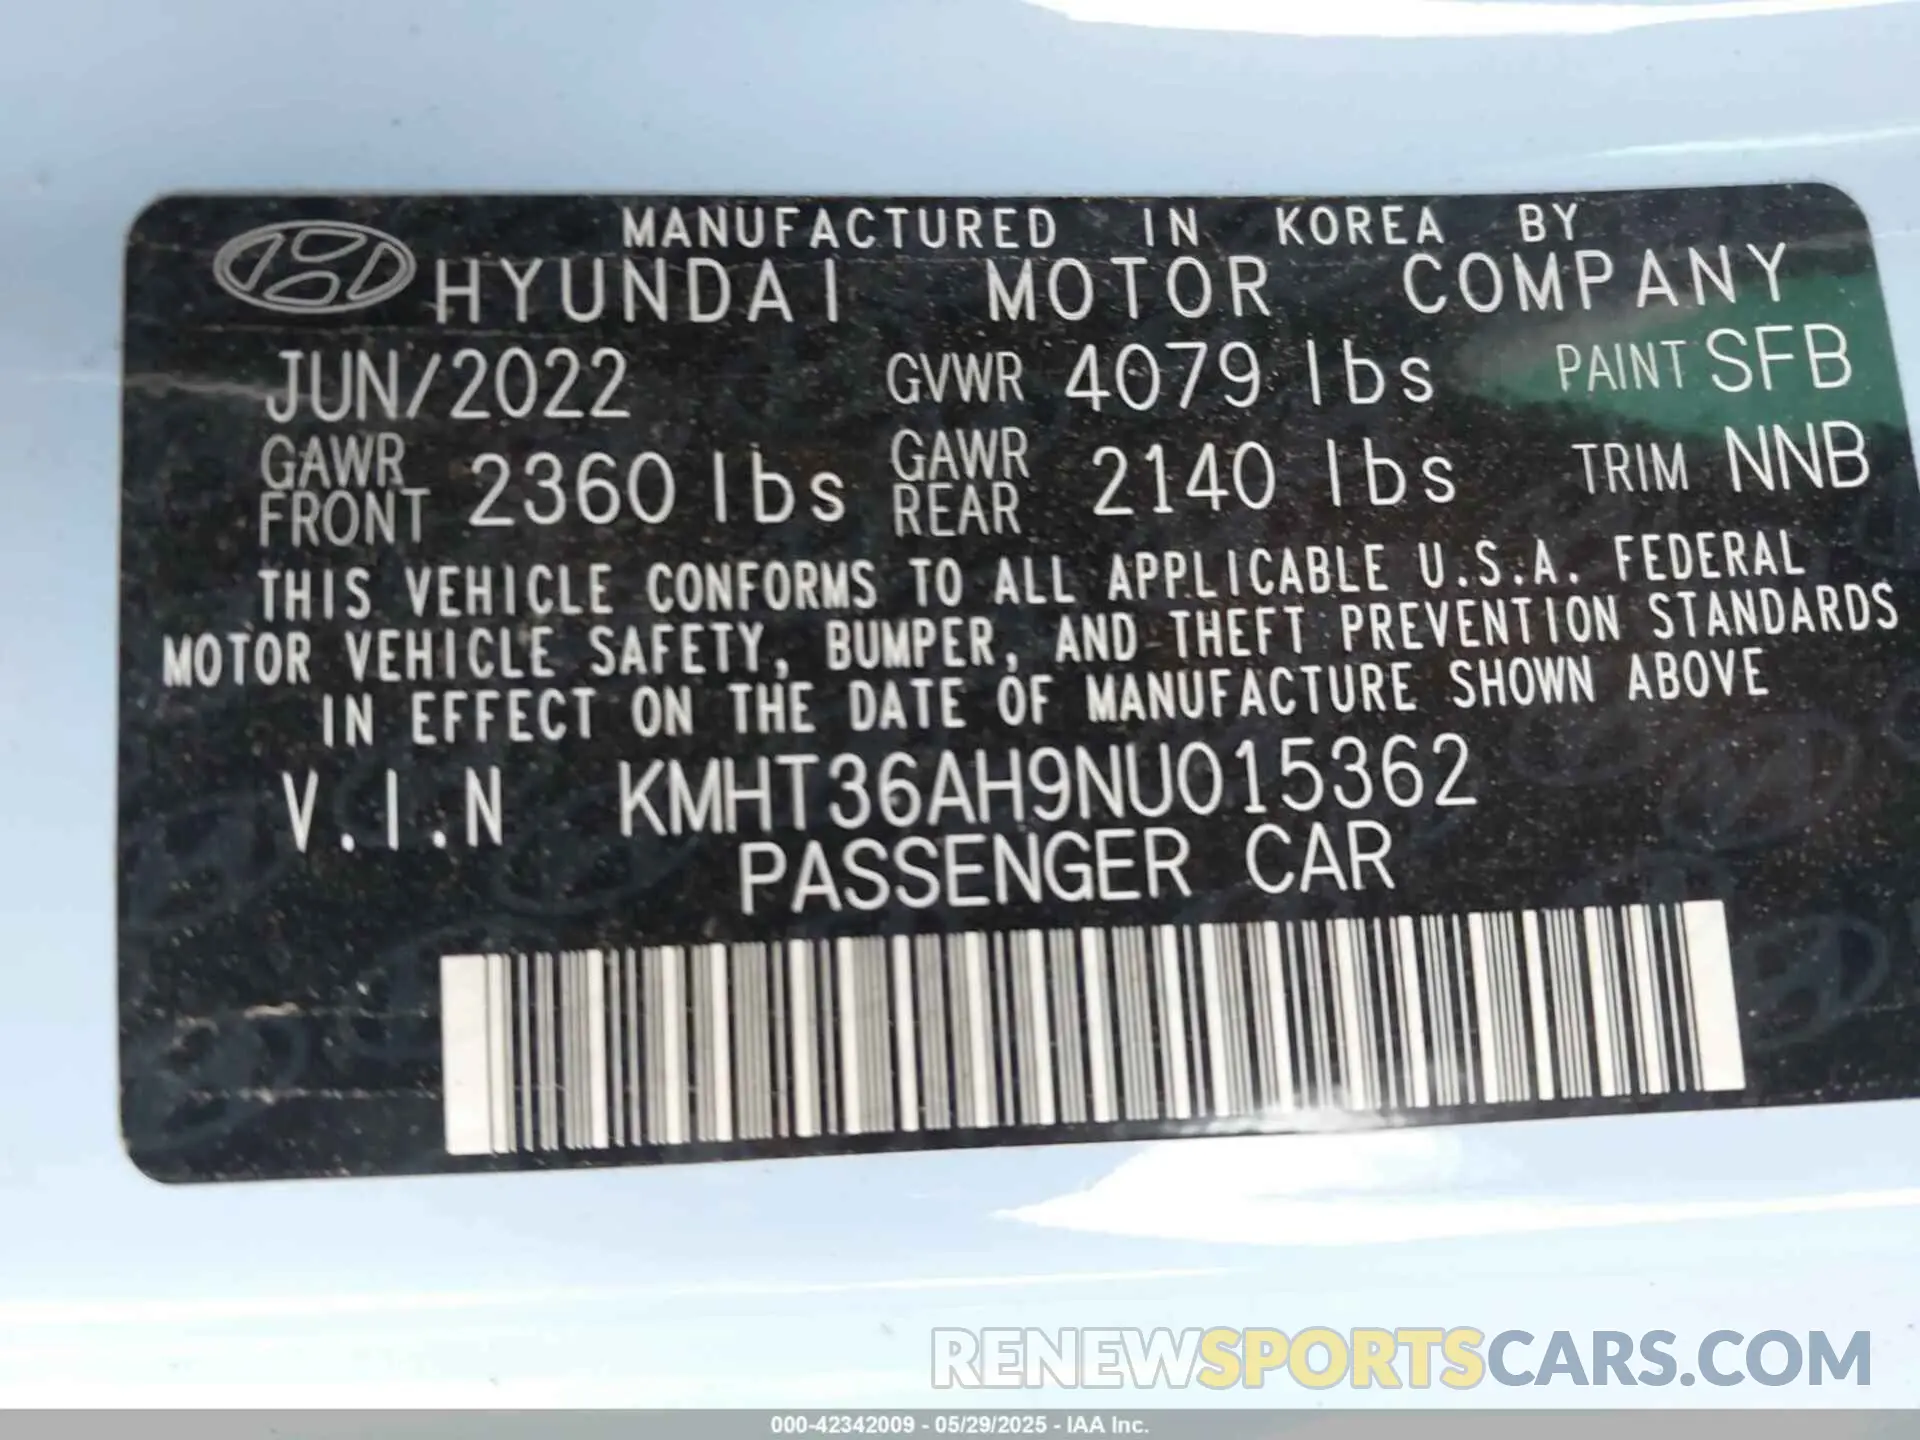 MANUFACTURED IN KOREA BY
HYUNDAI MOTOR COMPANY
JUN/2022 GVWR 4079 lbs PAINT SFB
GAWR FRONT 2360 lbs GAWR REAR 2140 lbs TRIM NNB
THIS VEHICLE CONFORMS TO ALL APPLICABLE U.S.A. FEDERAL
MOTOR VEHICLE SAFETY, BUMPER, AND THEFT PREVENTION STANDARDS
IN EFFECT ON THE DATE OF MANUFACTURE SHOWN ABOVE
V.I.N KMHT36AH9NU015362
PASSENGER CAR
RENEWSPORTSCARS.COM
000-42342009 - 05/29/2025 - IAA Inc.